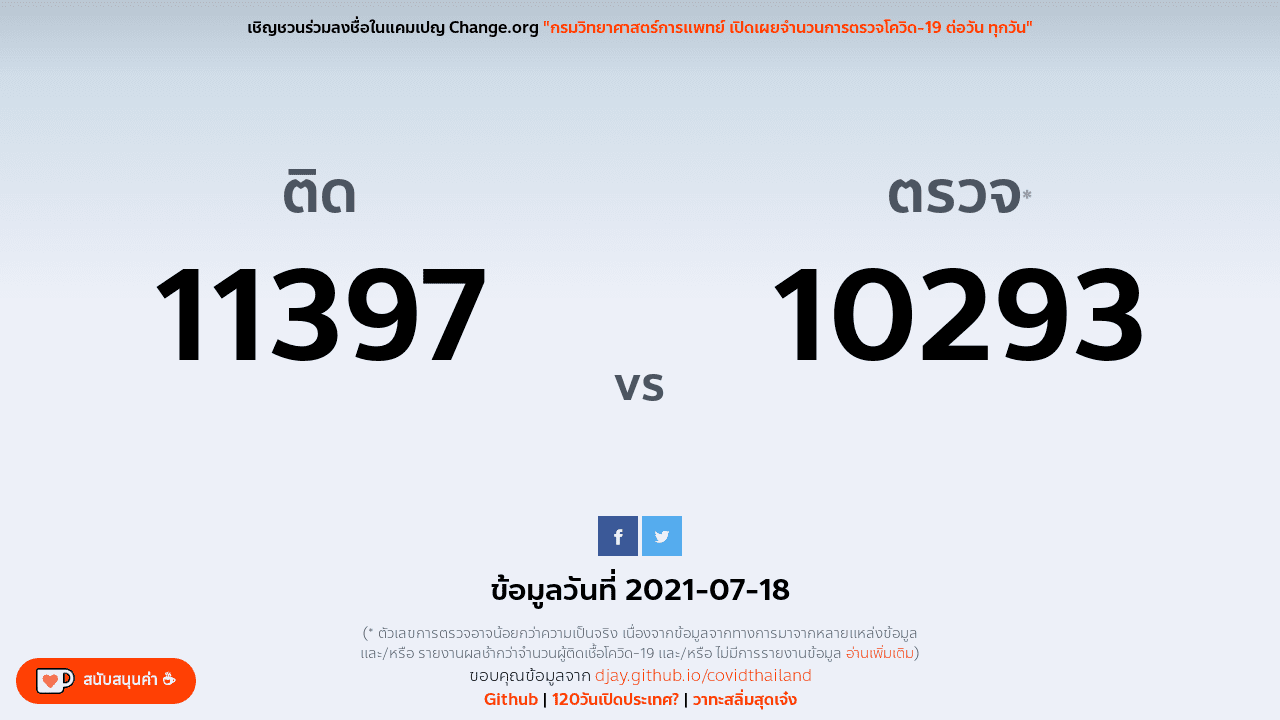 เชิญชวนร่วมลงชื่อในแคมเปญ Change.org "กรมวิทยาศาสตร์การแพทย์ เปิดเผยจำนวนการตรวจโควิด-19 ต่อวัน ทุกวัน"
ติด
ตรวจ*
11397
10293
vs
ข้อมูลวันที่ 2021-07-18
(* ตัวเลขการตรวจอาจน้อยกว่าความเป็นจริง เนื่องจากข้อมูลจากทางการมาจากหลายแหล่งข้อมูล
และ/หรือ รายงานผลช้ากว่าจำนวนผู้ติดเชื้อโควิด-19 และ/หรือ ไม่มีการรายงานข้อมูล อ่านเพิ่มเติม)
ขอบคุณข้อมูลจาก djay.github.io/covidthailand
Github | 120วันเปิดประเทศ? | วาทะสลิ่มสุดเจ๋ง
สนับสนุนค่า ☕